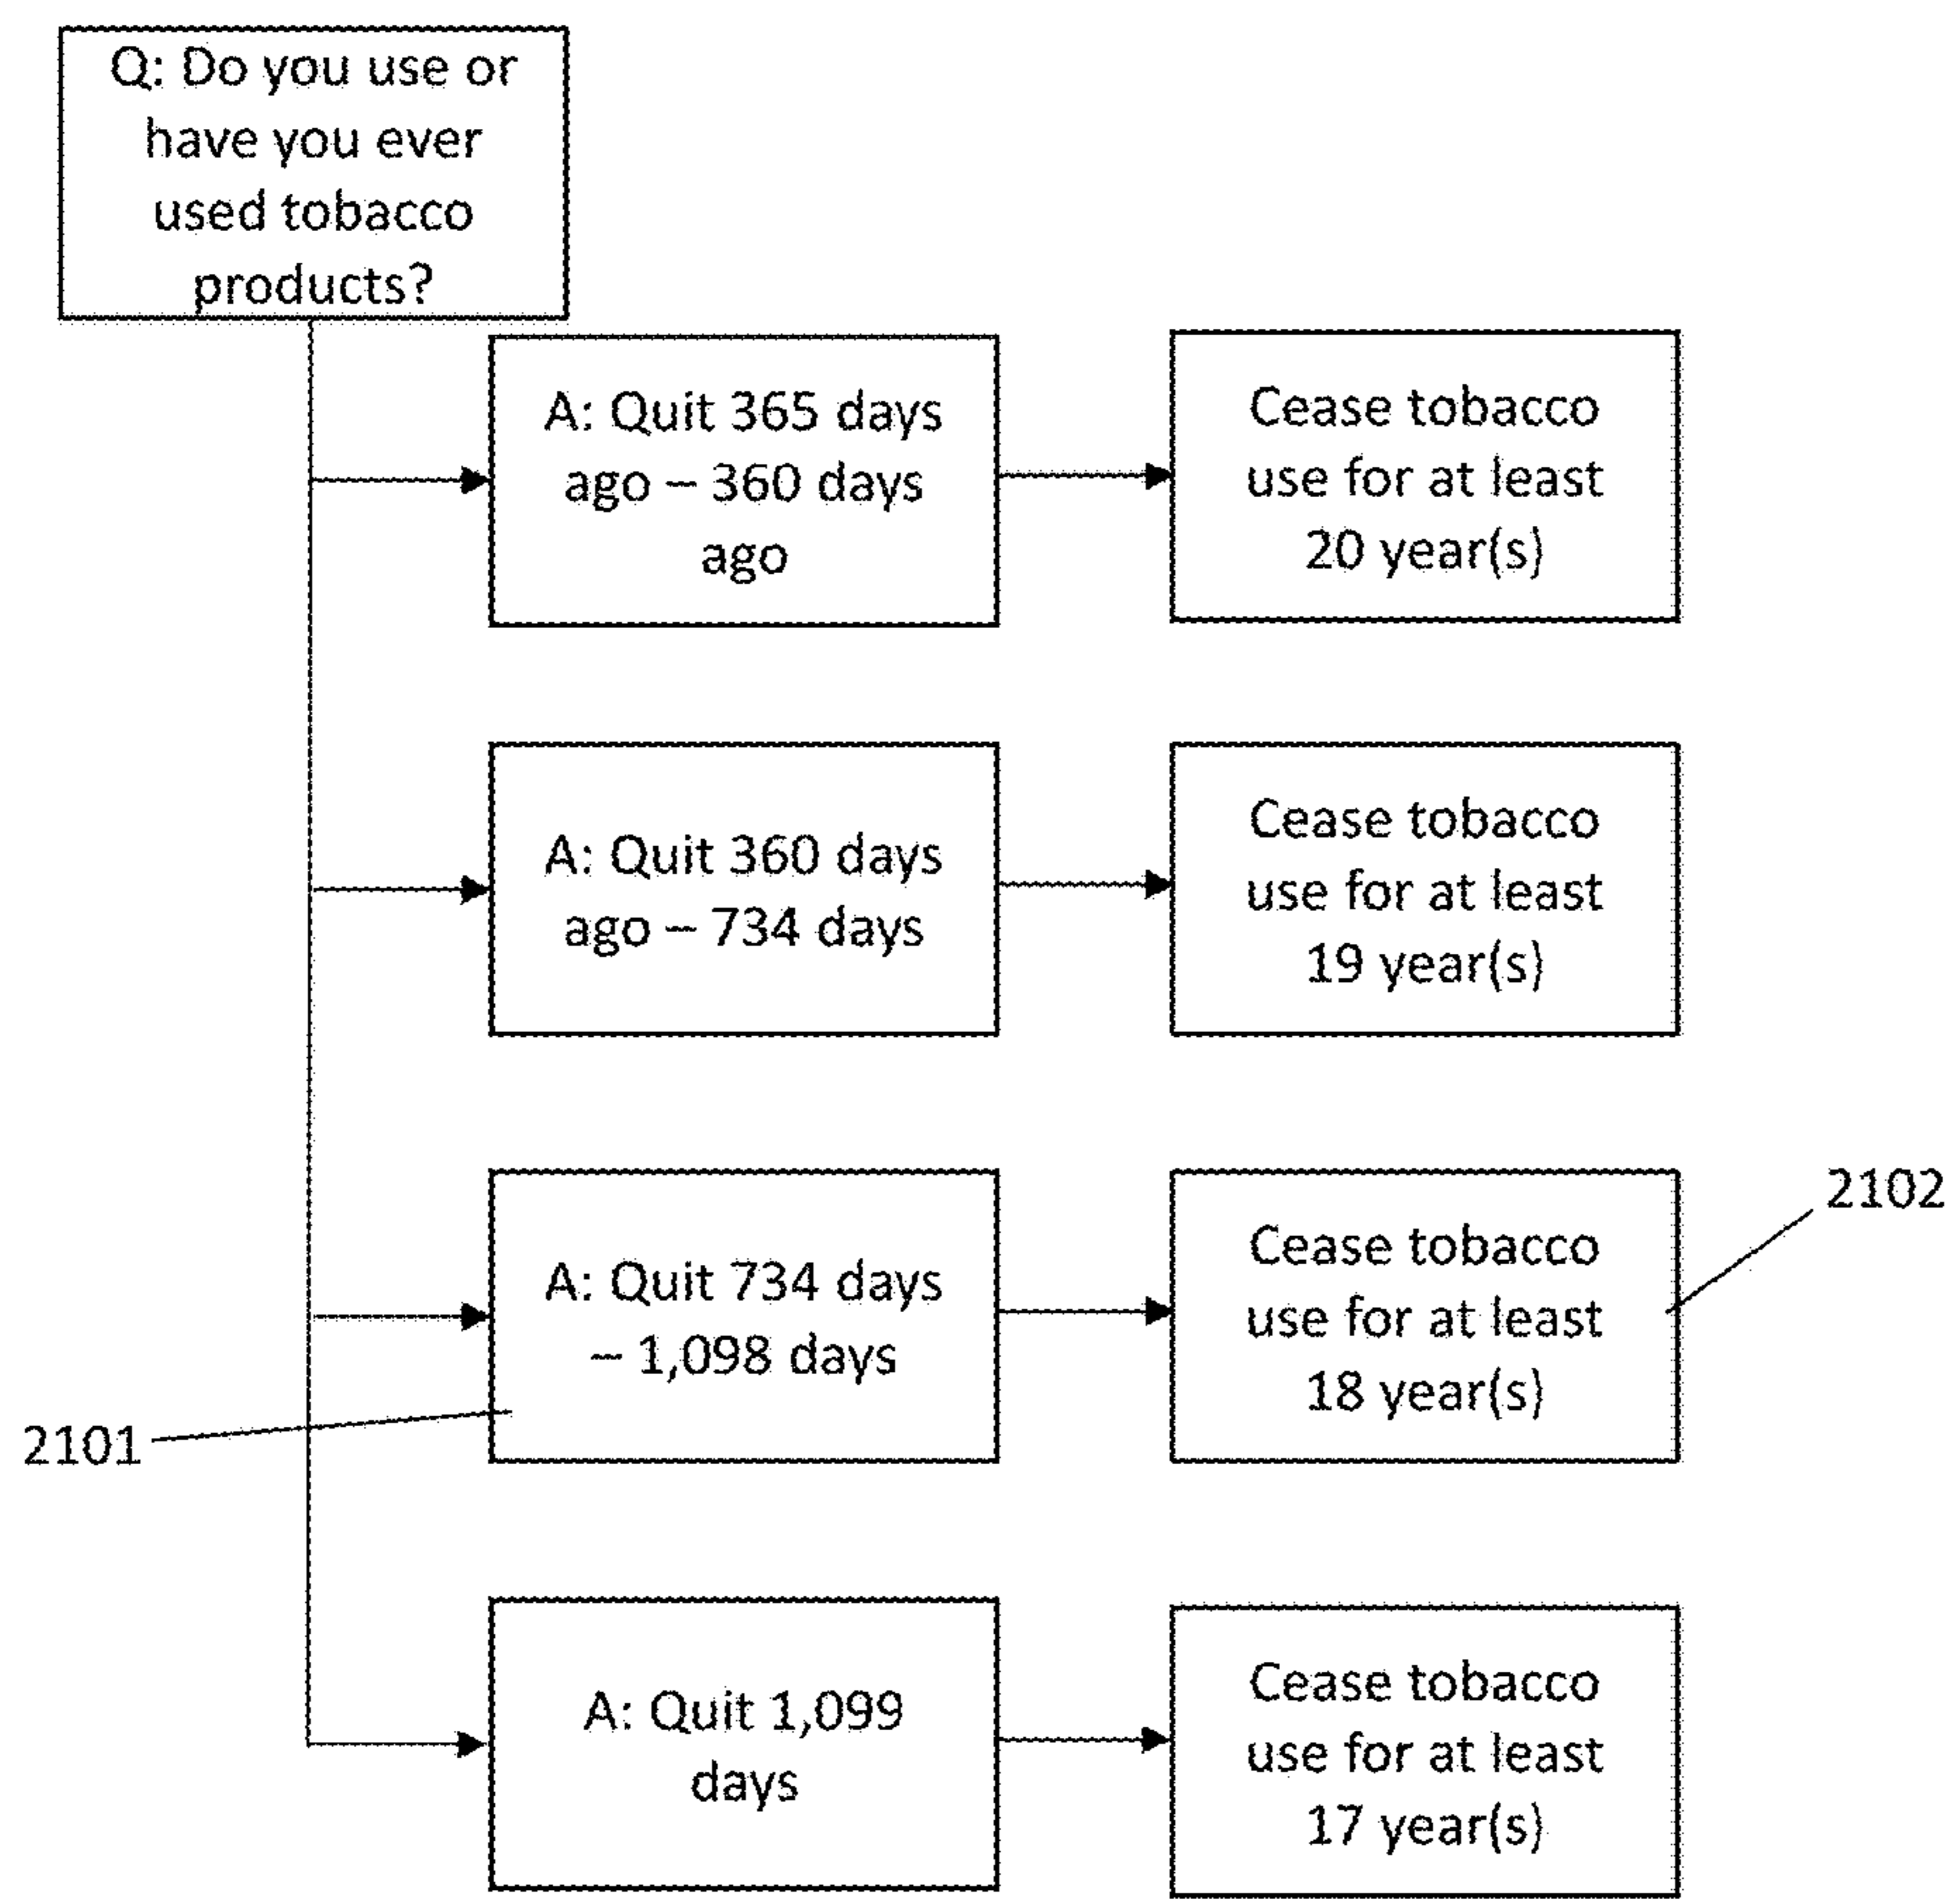 Q: Do you use or
have you ever
used tobacco
products?
A: Quit 365 days
ago – 360 days
ago
Cease tobacco
use for at least
20 year(s)
A: Quit 360 days
ago – 734 days
Cease tobacco
use for at least
19 year(s)
A: Quit 734 days
– 1,098 days
Cease tobacco
use for at least
18 year(s)
2102
2101
A: Quit 1,099
days
Cease tobacco
use for at least
17 year(s)